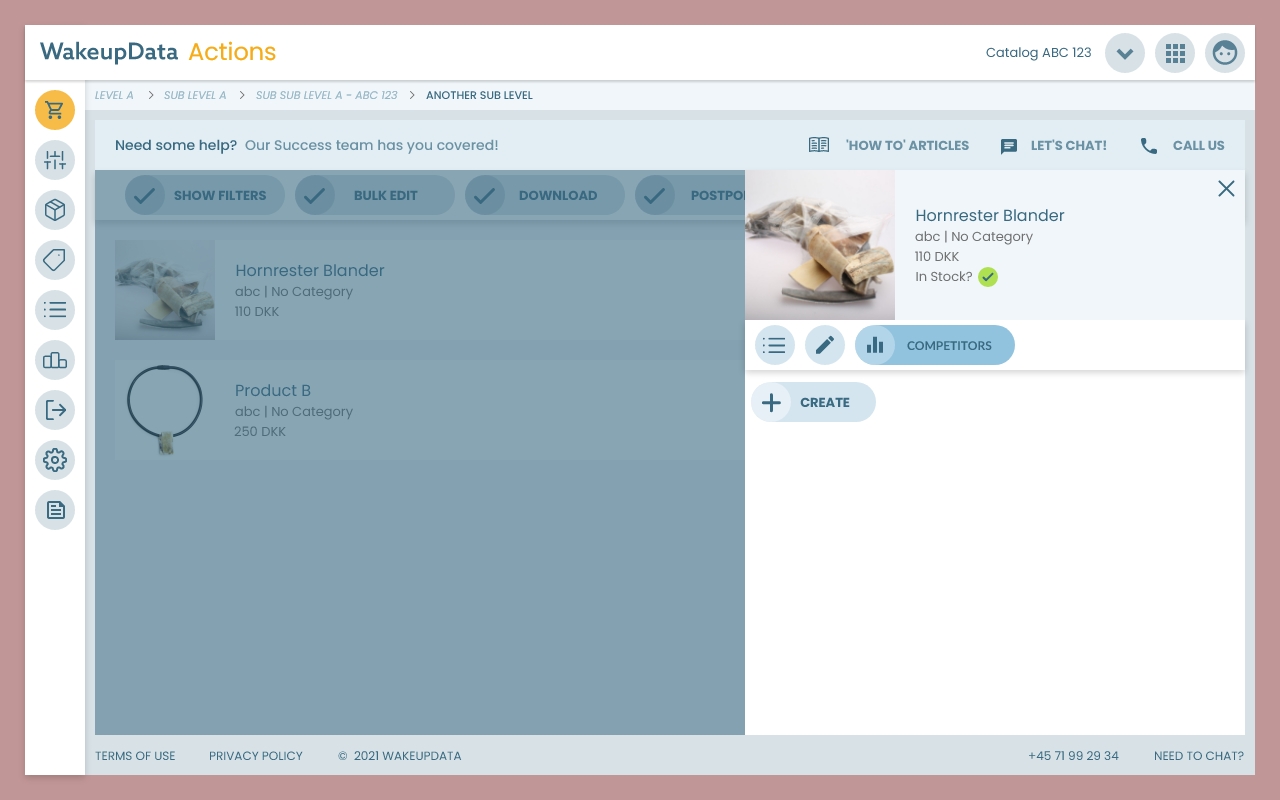 WakeupData Actions
Catalog ABC 123
LEVEL A > SUB LEVEL A > SUB SUB LEVEL A - ABC 123 > ANOTHER SUB LEVEL
Need some help? Our Success team has you covered!
'HOW TO' ARTICLES
LET'S CHAT!
CALL US
SHOW FILTERS
BULK EDIT
DOWNLOAD
POSTPO
Hornrester Blander
abc | No Category
110 DKK
Product B
abc | No Category
250 DKK
Hornrester Blander
abc | No Category
110 DKK
In Stock?
COMPETITORS
CREATE
TERMS OF USE
PRIVACY POLICY
© 2021 WAKEUPDATA
+45 71 99 29 34
NEED TO CHAT?